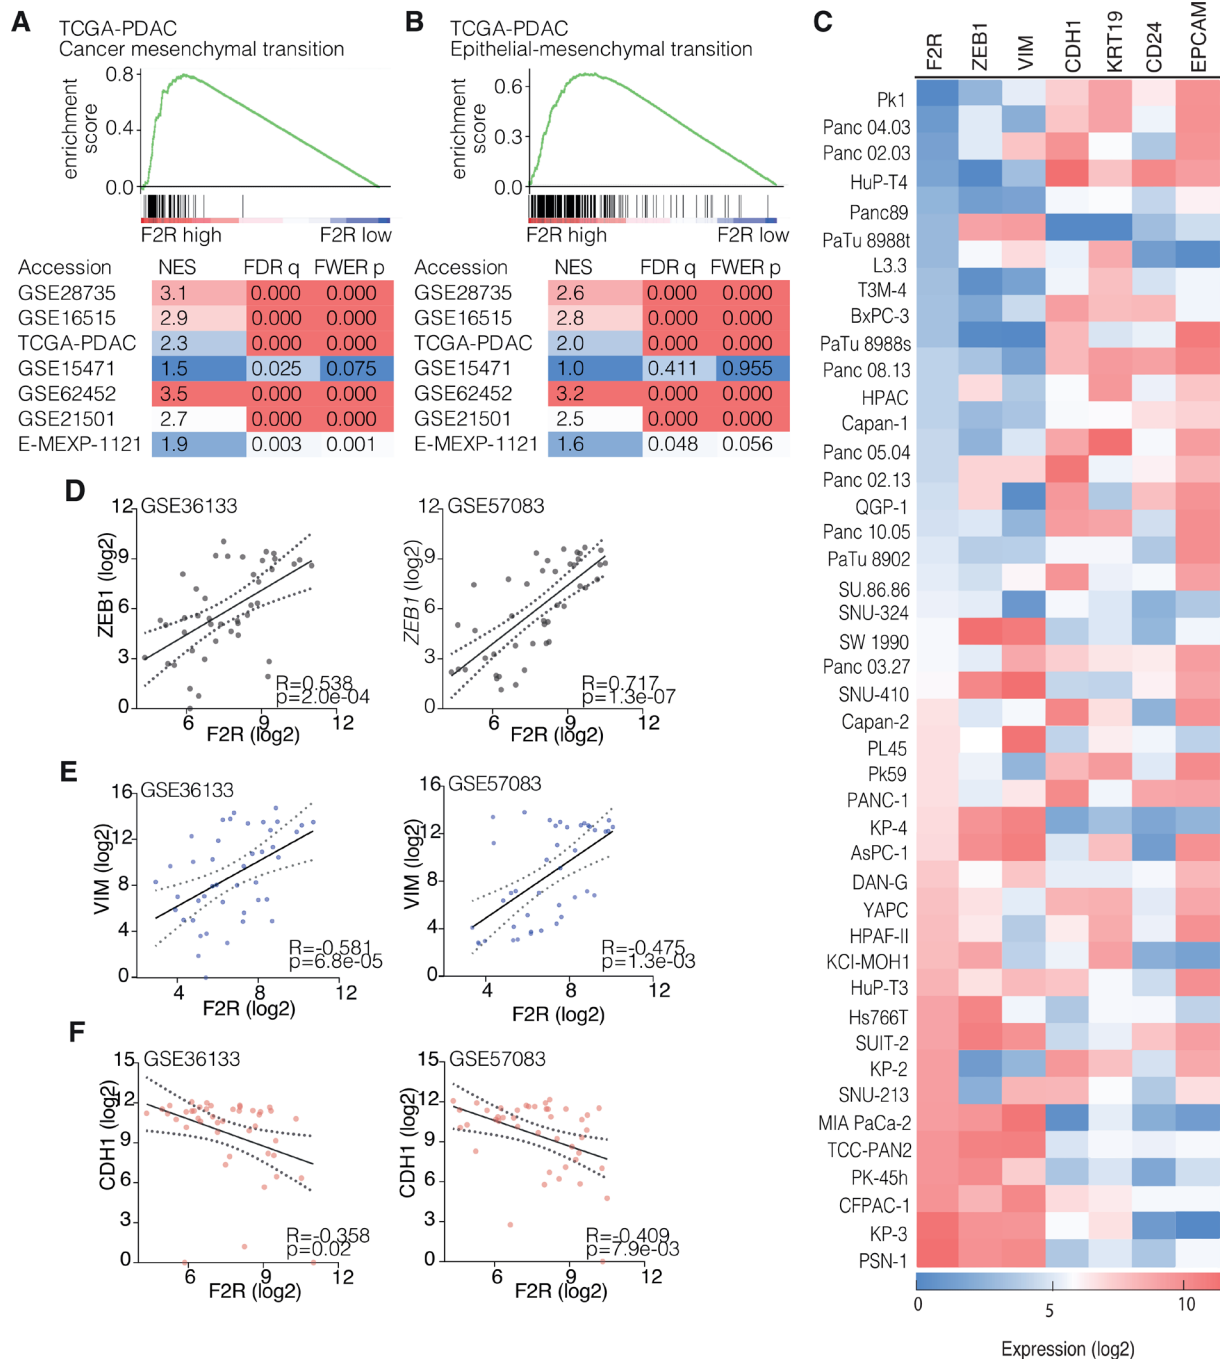 A
TCGA-PDAC
Cancer mesenchymal transition
enrichment
score
0.8
0.4
0.0
F2R high
F2R low
Accession NES FDR q FWER p
GSE28735 3.1 0.000 0.000
GSE16515 2.9 0.000 0.000
TCGA-PDAC 2.3 0.000 0.000
GSE15471 1.5 0.025 0.075
GSE62452 3.5 0.000 0.000
GSE21501 2.7 0.000 0.000
E-MEXP-1121 1.9 0.003 0.001
B
TCGA-PDAC
Epithelial-mesenchymal transition
enrichment
score
0.6
0.3
0.0
F2R high
F2R low
Accession NES FDR q FWER p
GSE28735 2.6 0.000 0.000
GSE16515 2.8 0.000 0.000
TCGA-PDAC 2.0 0.000 0.000
GSE15471 1.0 0.411 0.955
GSE62452 3.2 0.000 0.000
GSE21501 2.5 0.000 0.000
E-MEXP-1121 1.6 0.048 0.056
C
F2R
ZEB1
VIM
CDH1
KRT19
CD24
EPCAM
Pk1
Panc 04.03
Panc 02.03
HuP-T4
Panc89
PaTu 8988t
L3.3
T3M-4
BxPC-3
PaTu 8988s
Panc 08.13
HPAC
Capan-1
Panc 05.04
Panc 02.13
QGP-1
Panc 10.05
PaTu 8902
SU.86.86
SNU-324
SW 1990
Panc 03.27
SNU-410
Capan-2
PL45
Pk59
PANC-1
KP-4
AsPC-1
DAN-G
YAPC
HPAF-II
KCI-MOH1
HuP-T3
Hs766T
SUIT-2
KP-2
SNU-213
MIA PaCa-2
TCC-PAN2
PK-45h
CFPAC-1
KP-3
PSN-1
0
5
10
Expression (log2)
D
GSE36133
ZEB1 (log2)
12
9
6
3
0
R=0.538
p=2.0e-04
6 9 12
F2R (log2)
GSE57083
ZEB1 (log2)
12
9
6
3
0
R=0.717
p=1.3e-07
6 9 12
F2R (log2)
E
GSE36133
VIM (log2)
16
12
8
4
0
R=-0.581
p=6.8e-05
4 8 12
F2R (log2)
GSE57083
VIM (log2)
16
12
8
4
0
R=-0.475
p=1.3e-03
4 8 12
F2R (log2)
F
GSE36133
CDH1 (log2)
15
12
9
6
3
0
R=-0.358
p=0.02
6 9 12
F2R (log2)
GSE57083
CDH1 (log2)
15
12
9
6
3
0
R=-0.409
p=7.9e-03
6 9 12
F2R (log2)